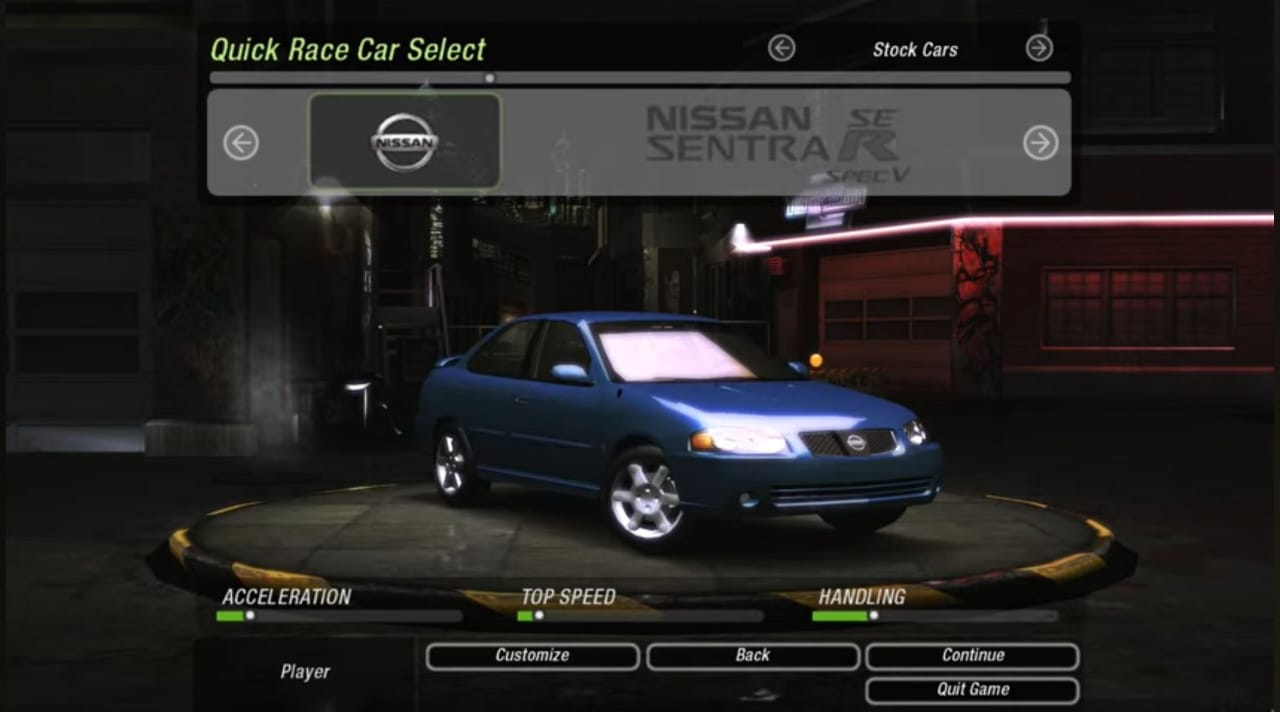 Quick Race Car Select
Stock Cars
NISSAN
NISSAN SE
SENTRA R
SPEC V
ACCELERATION
TOP SPEED
HANDLING
Player
Customize
Back
Continue
Quit Game